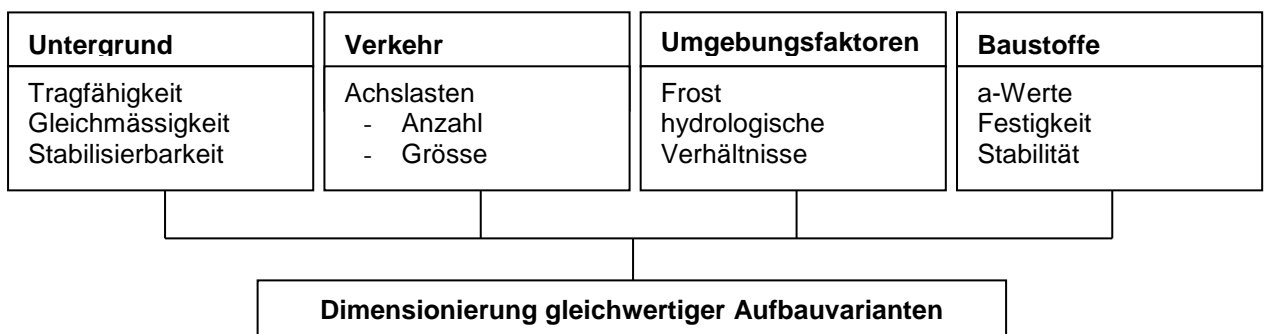 Untergrund
Tragfähigkeit
Gleichmässigkeit
Stabilisierbarkeit
Verkehr
Achslasten
- Anzahl
- Grösse
Umgebungsfaktoren
Frost
hydrologische
Verhältnisse
Baustoffe
a-Werte
Festigkeit
Stabilität
Dimensionierung gleichwertiger Aufbauvarianten